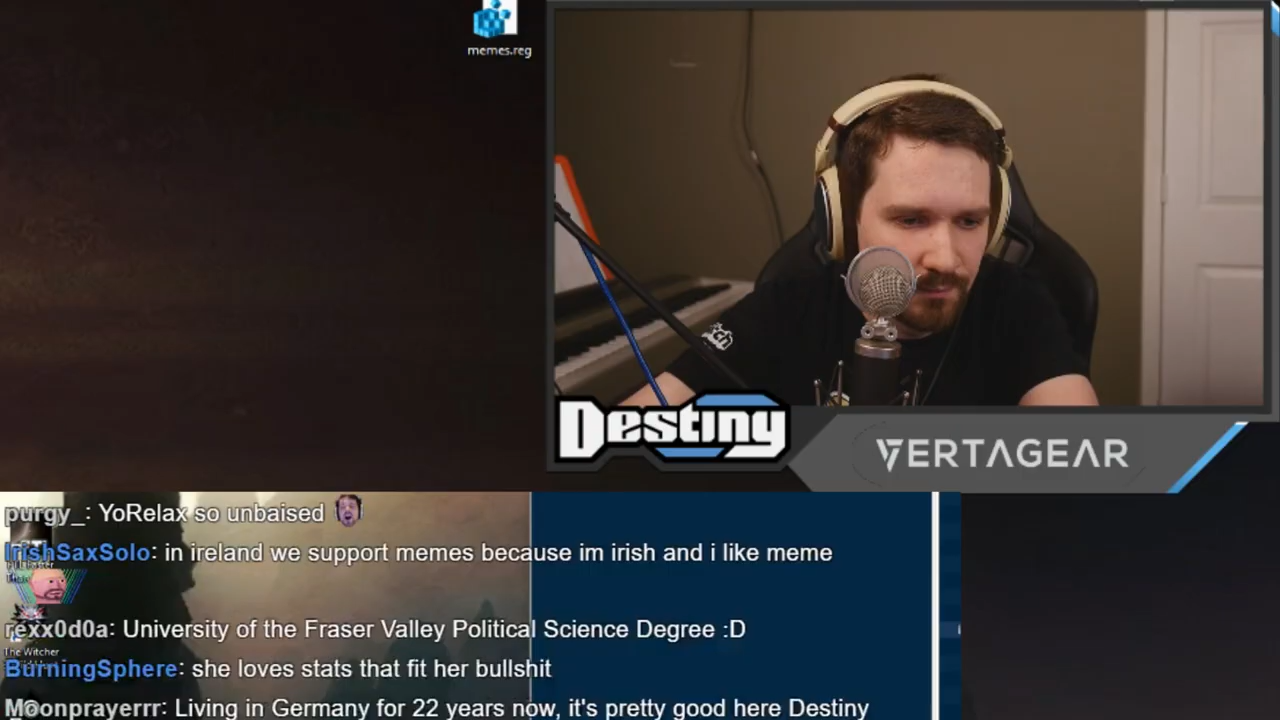 memes.reg
Destiny
VERTAGEAR
purgy_: YoRelax so unbaised
IrishSaxSolo: in ireland we support memes because im irish and i like meme
rexx0d0a: University of the Fraser Valley Political Science Degree :D
The Witcher
BurningSphere: she loves stats that fit her bullshit
Moonprayerrr: Living in Germany for 22 years now, it's pretty good here Destiny